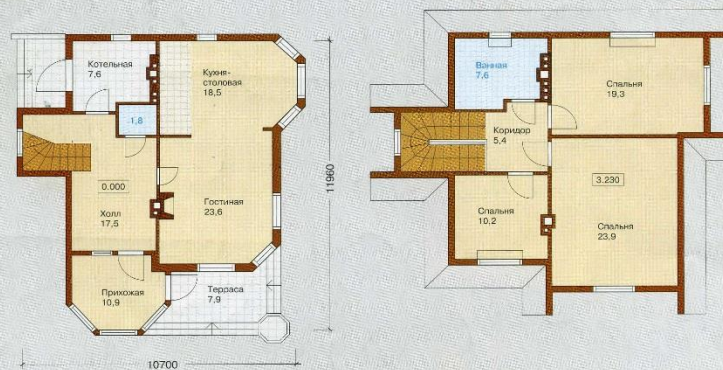 Котельная
7,6
Кухня-
столовая
18,5
1,8
0.000
Холл
17,5
Гостиная
23,6
Прихожая
10,9
Терраса
7,9
11960
10700
Ванная
7,6
Спальня
19,3
Коридор
5,4
3.230
Спальня
10,2
Спальня
23,9